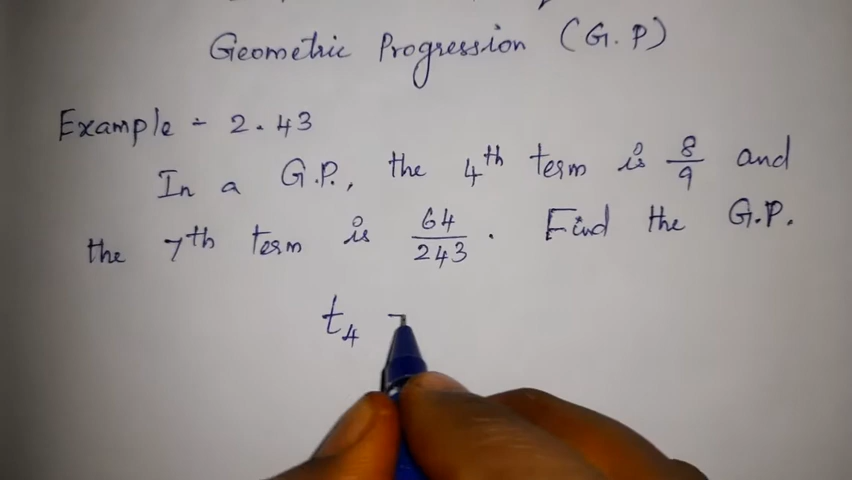 Geometric Progression (G.P)
Example - 2.43
In a G.P., the 4th term is 8/9 and
the 7th term is 64/243. Find the G.P.
t4 -